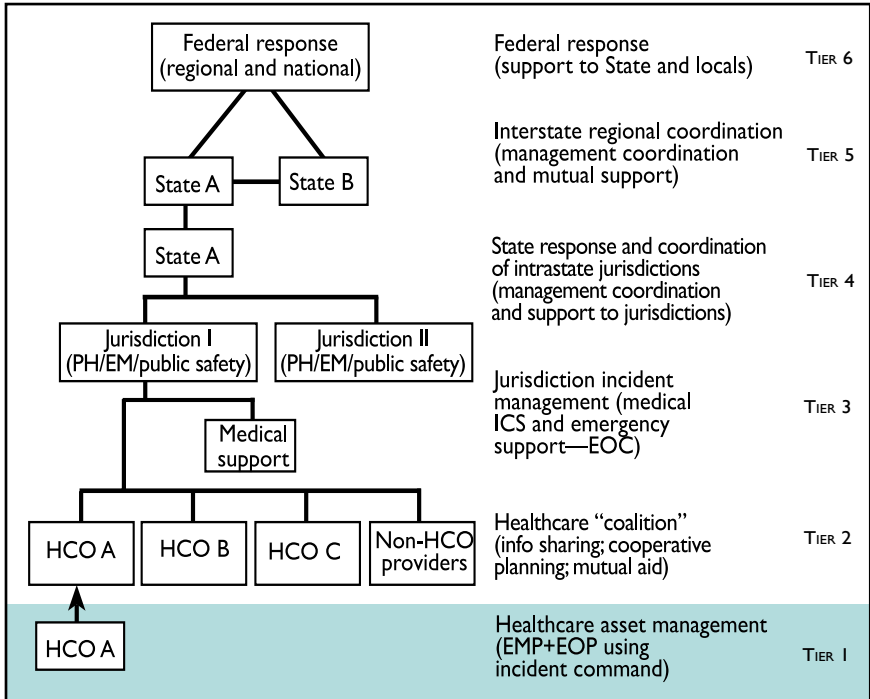 Federal response
(regional and national)
Federal response
(support to State and locals)
TIER 6
State A
State B
Interstate regional coordination
(management coordination
and mutual support)
TIER 5
State A
State response and coordination
of intrastate jurisdictions
(management coordination
and support to jurisdictions)
TIER 4
Jurisdiction I
(PH/EM/public safety)
Jurisdiction II
(PH/EM/public safety)
Medical
support
Jurisdiction incident
management (medical
ICS and emergency
support—EOC)
TIER 3
HCO A
HCO B
HCO C
Non-HCO
providers
Healthcare “coalition”
(info sharing; cooperative
planning; mutual aid)
TIER 2
HCO A
Healthcare asset management
(EMP+EOP using
incident command)
TIER 1